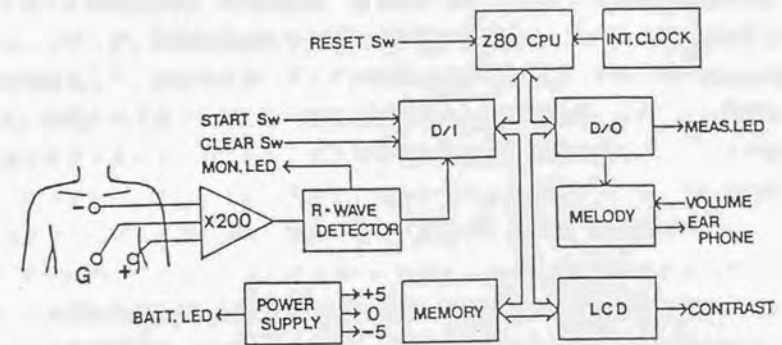 RESET Sw
Z80 CPU
INT.CLOCK
START Sw
CLEAR Sw
D/I
D/O
MEAS.LED
MON. LED
-
X200
R-WAVE
DETECTOR
MELODY
VOLUME
EAR
PHONE
G
+
BATT. LED
POWER
SUPPLY
+5
0
-5
MEMORY
LCD
CONTRAST